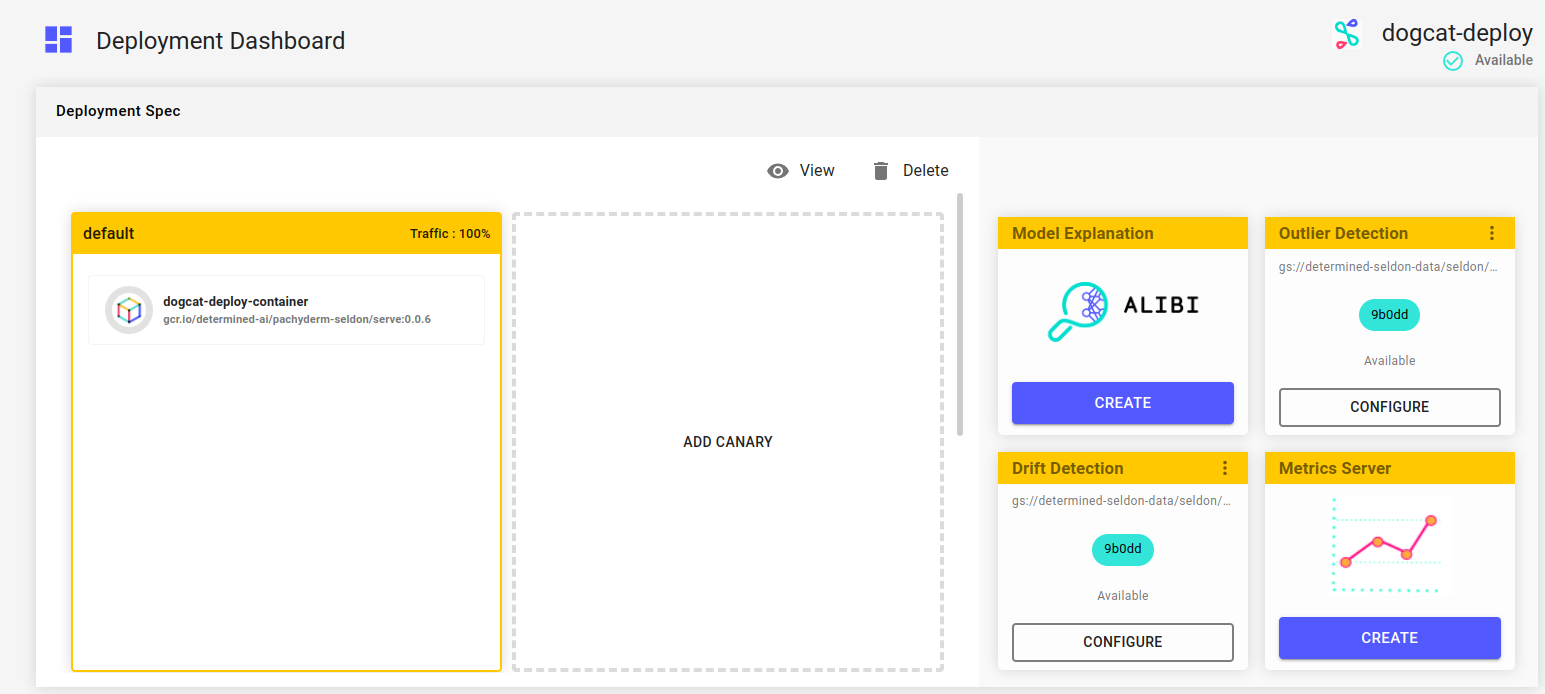 Deployment Dashboard
dogcat-deploy
Available
Deployment Spec
View
Delete
default
Traffic : 100%
dogcat-deploy-container
gcr.io/determined-ai/pachyderm-seldon/serve:0.0.6
ADD CANARY
Model Explanation
ALIBI
CREATE
Outlier Detection
gs://determined-seldon-data/seldon/...
9b0dd
Available
CONFIGURE
Drift Detection
gs://determined-seldon-data/seldon/...
9b0dd
Available
CONFIGURE
Metrics Server
CREATE